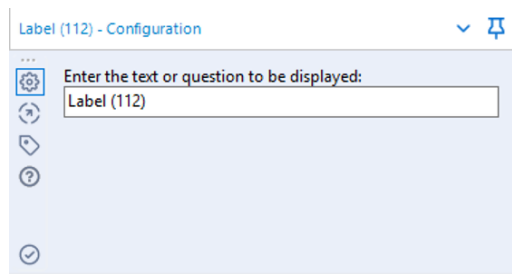 Label (112) - Configuration
Enter the text or question to be displayed:
Label (112)